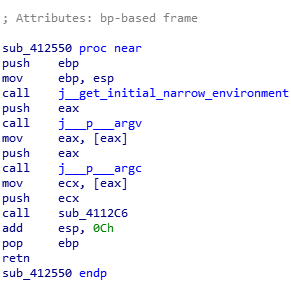 ; Attributes: bp-based frame
sub_412550 proc near
push ebp
mov ebp, esp
call j__get_initial_narrow_environment
push eax
call j___p___argv
mov eax, [eax]
push eax
call j___p___argc
mov ecx, [eax]
push ecx
call sub_4112C6
add esp, 0Ch
pop ebp
retn
sub_412550 endp